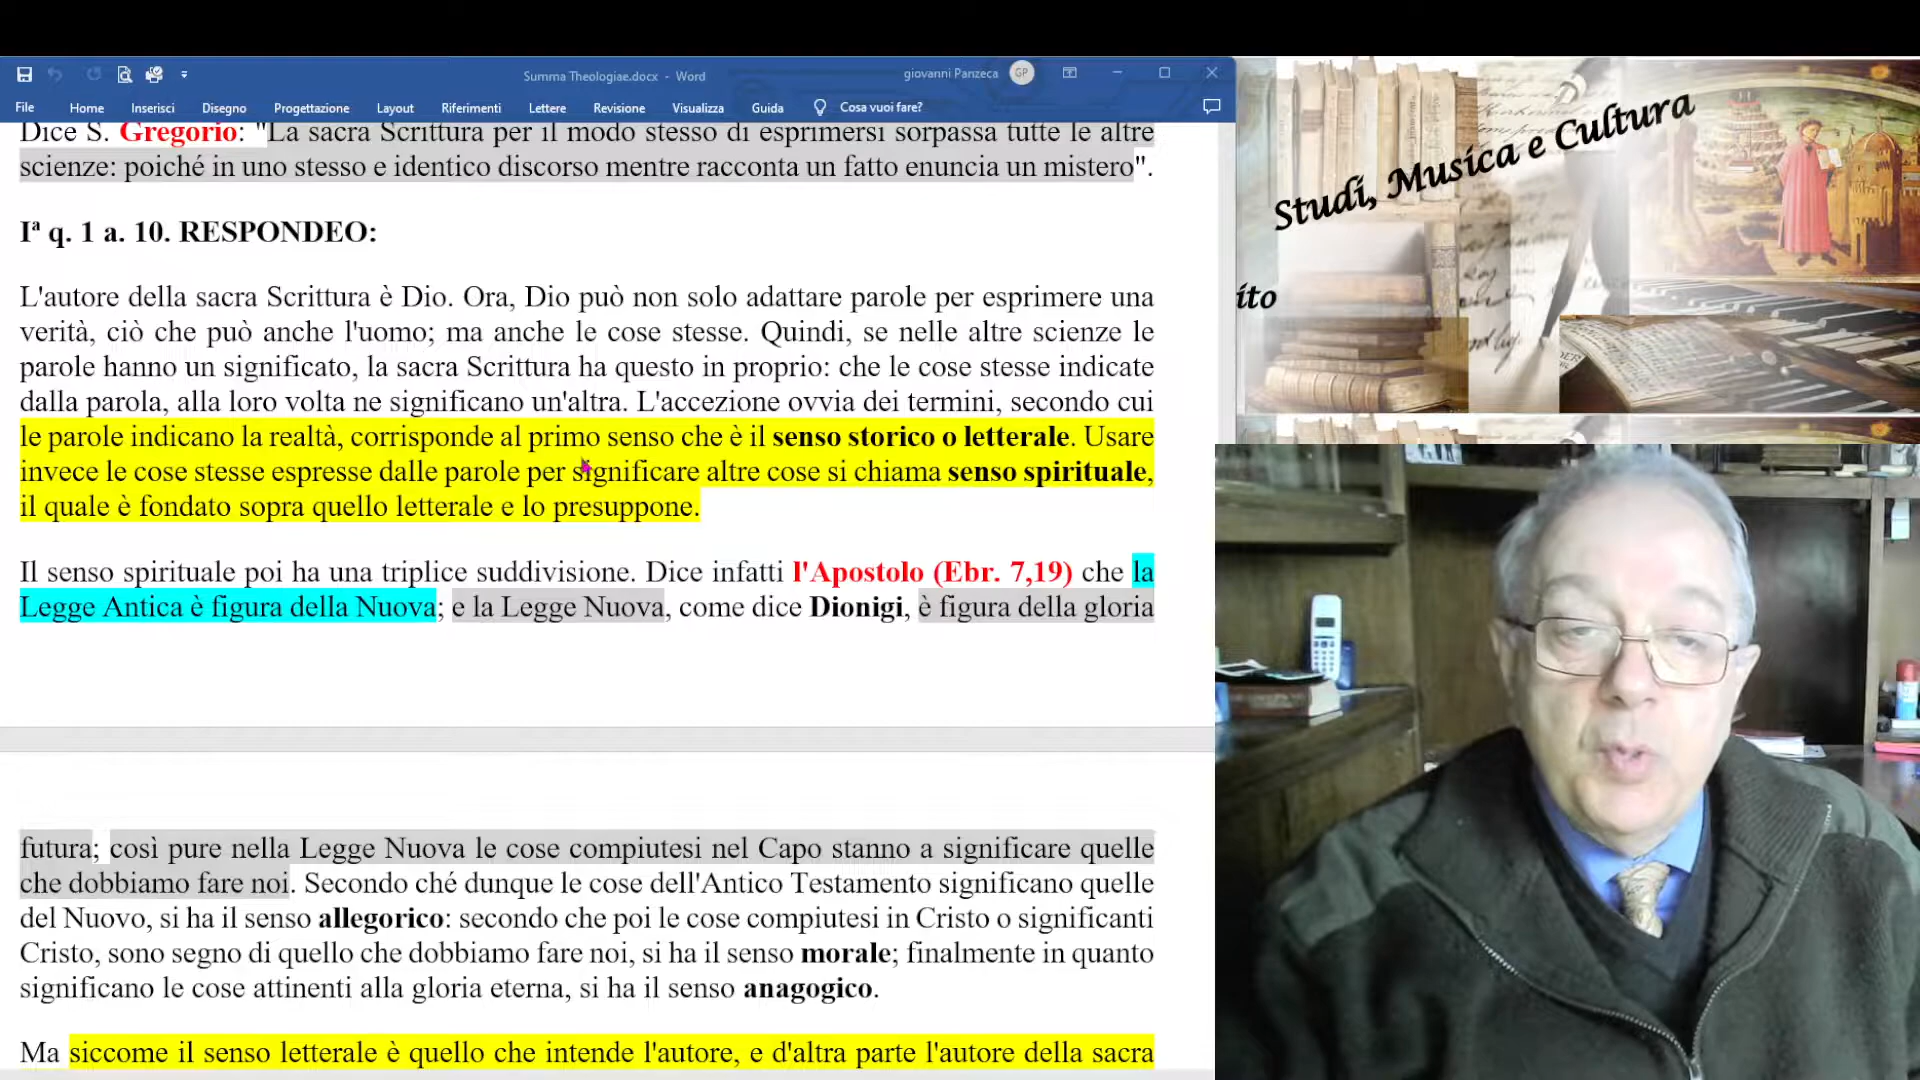 Summa Theologiae.docx - Word
giovanni Panzeca
GP
File Home Inserisci Disegno Progettazione Layout Riferimenti Lettere Revisione Visualizza Guida Cosa vuoi fare?
Dice S. Gregorio: "La sacra Scrittura per il modo stesso di esprimersi sorpassa tutte le altre
scienze: poiché in uno stesso e identico discorso mentre racconta un fatto enuncia un mistero".
Iª q. 1 a. 10. RESPONDEO:
L'autore della sacra Scrittura è Dio. Ora, Dio può non solo adattare parole per esprimere una
verità, ciò che può anche l'uomo; ma anche le cose stesse. Quindi, se nelle altre scienze le
parole hanno un significato, la sacra Scrittura ha questo in proprio: che le cose stesse indicate
dalla parola, alla loro volta ne significano un'altra. L'accezione ovvia dei termini, secondo cui
le parole indicano la realtà, corrisponde al primo senso che è il senso storico o letterale. Usare
invece le cose stesse espresse dalle parole per significare altre cose si chiama senso spirituale,
il quale è fondato sopra quello letterale e lo presuppone.
Il senso spirituale poi ha una triplice suddivisione. Dice infatti l'Apostolo (Ebr. 7,19) che la
Legge Antica è figura della Nuova; e la Legge Nuova, come dice Dionigi, è figura della gloria
futura; così pure nella Legge Nuova le cose compiutesi nel Capo stanno a significare quelle
che dobbiamo fare noi. Secondo ché dunque le cose dell'Antico Testamento significano quelle
del Nuovo, si ha il senso allegorico: secondo che poi le cose compiutesi in Cristo o significanti
Cristo, sono segno di quello che dobbiamo fare noi, si ha il senso morale; finalmente in quanto
significano le cose attinenti alla gloria eterna, si ha il senso anagogico.
Ma siccome il senso letterale è quello che intende l'autore, e d'altra parte l'autore della sacra
Studi, Musica e Cultura
ito